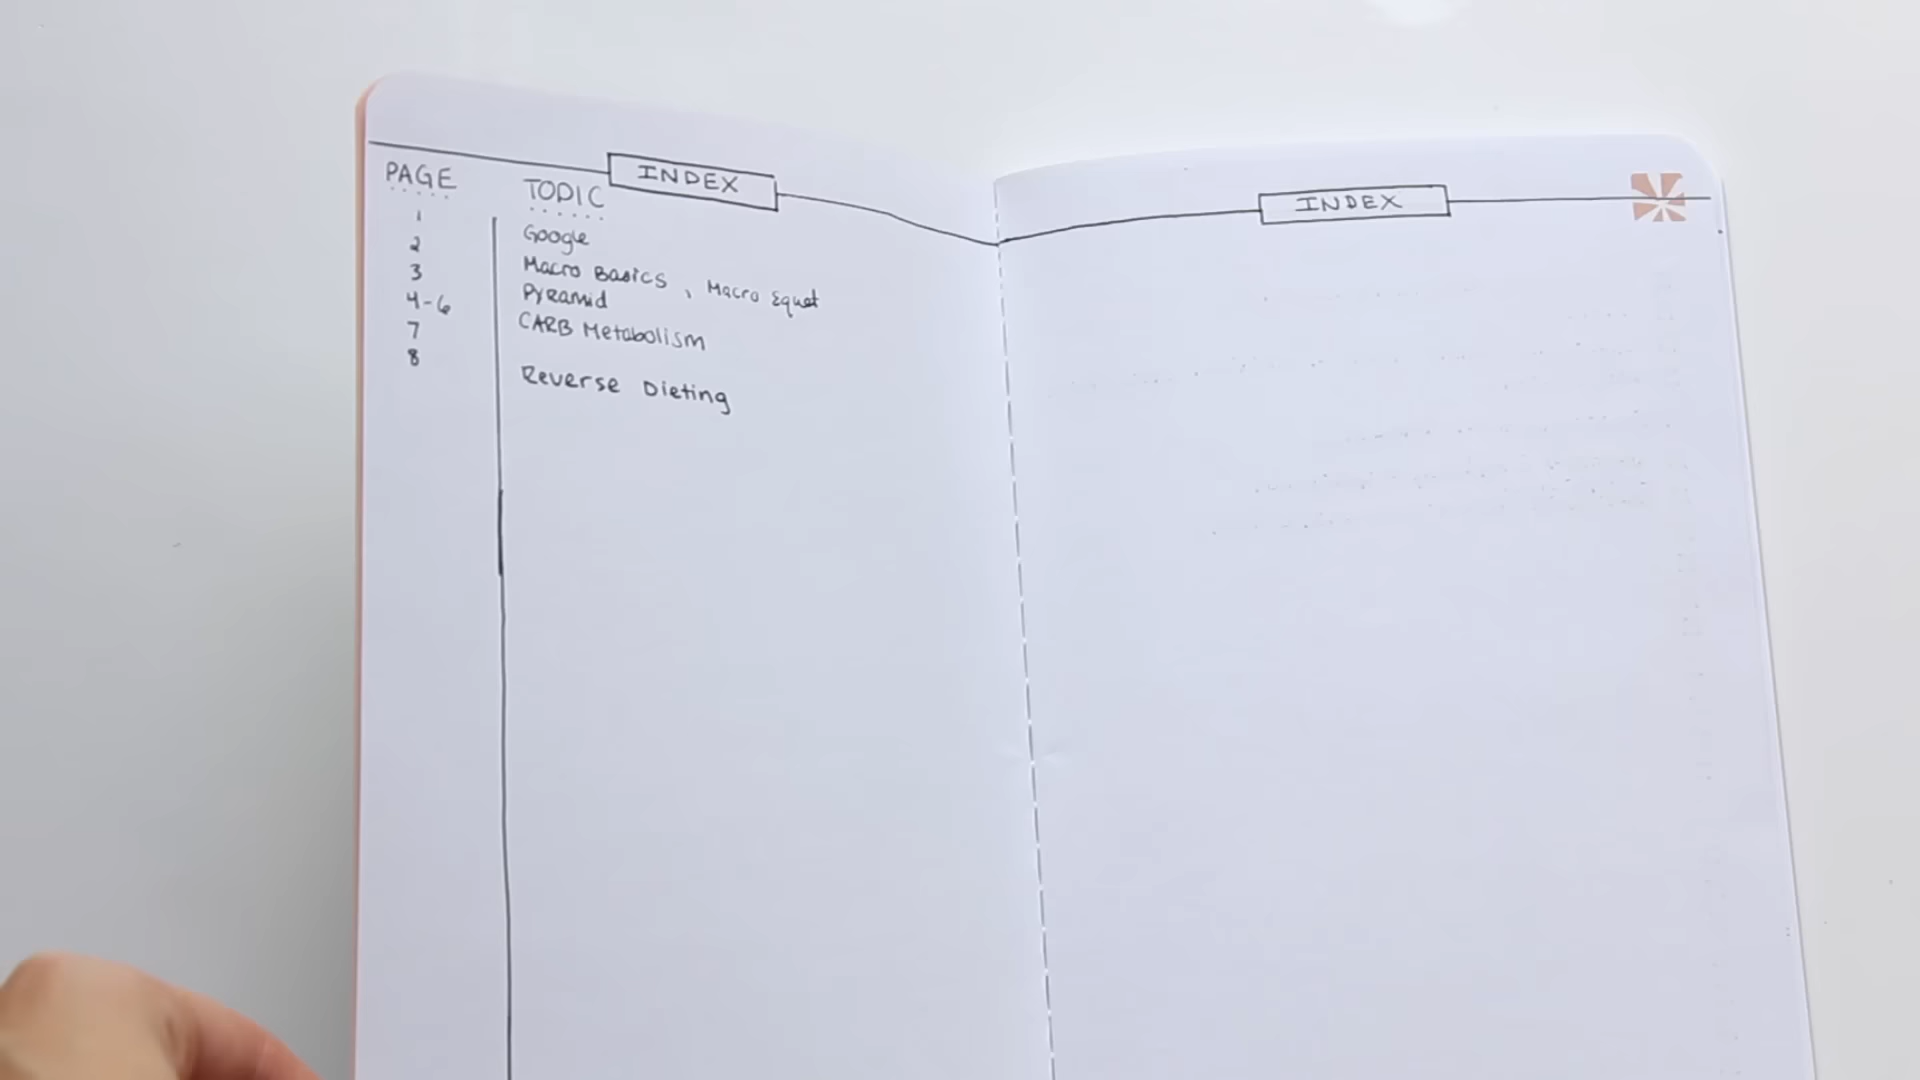 INDEX
PAGE TOPIC
1 Google
2 Macro Basics, Macro Equat
3 Pyramid
4-6 CARB Metabolism
7
8 Reverse Dieting
INDEX